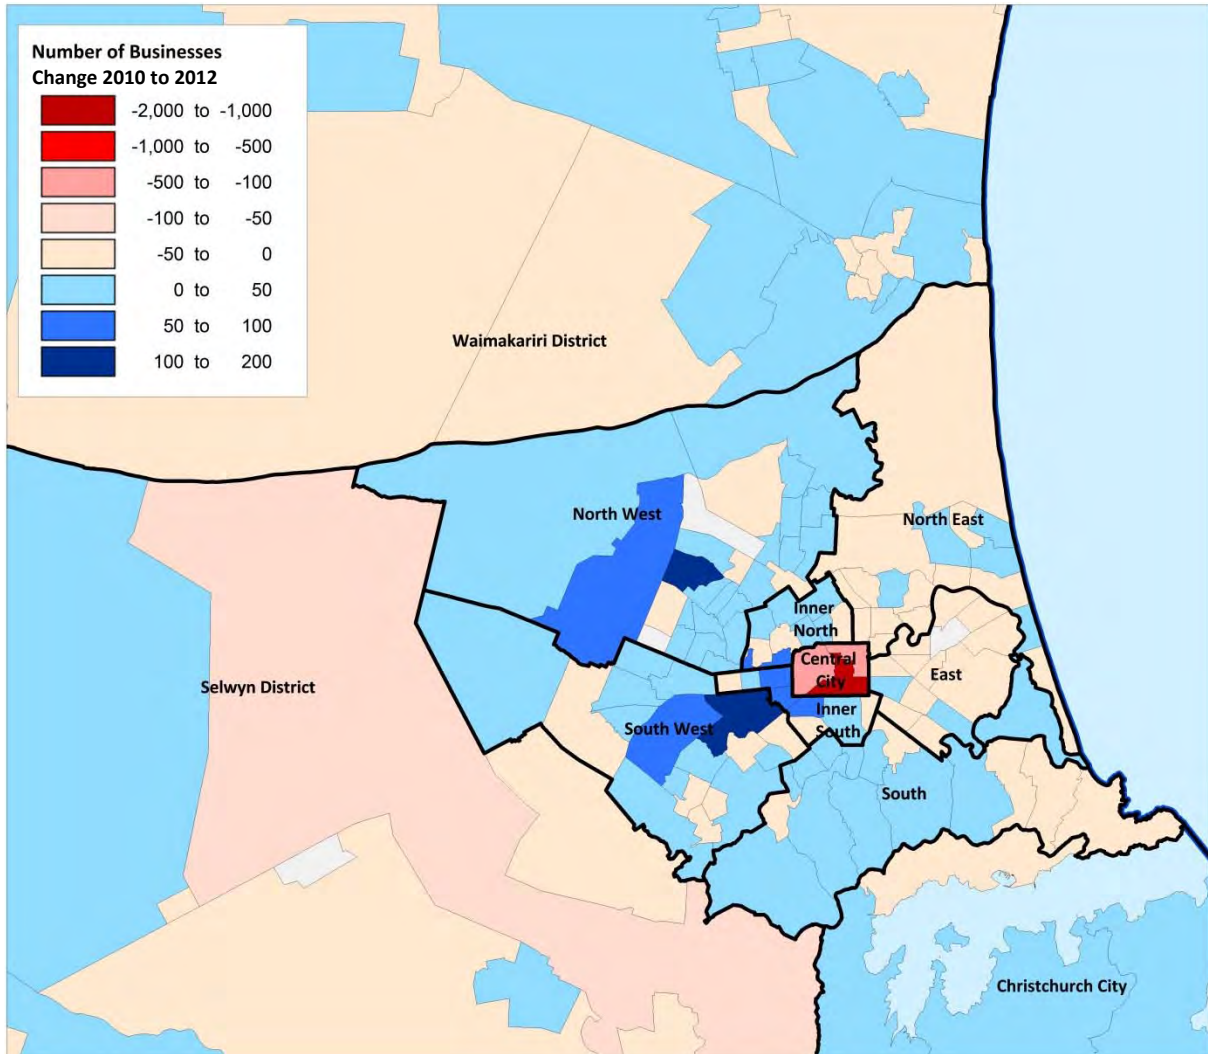 Number of Businesses
Change 2010 to 2012
-2,000 to -1,000
-1,000 to -500
-500 to -100
-100 to -50
-50 to 0
0 to 50
50 to 100
100 to 200
Waimakariri District
North West
North East
Inner
North
Central
City
East
Selwyn District
South West
Inner
South
South
Christchurch City